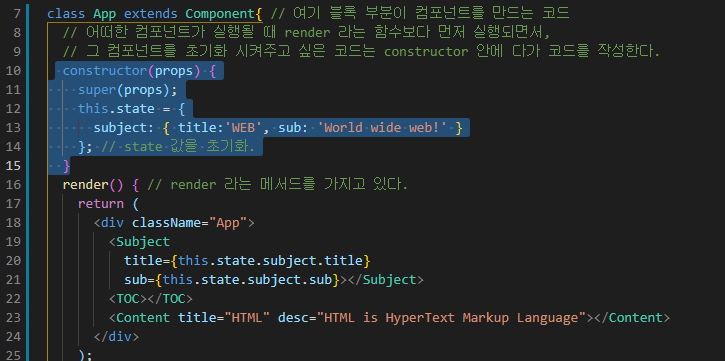 7 class App extends Component{ // 여기 블록 부분이 컴포넌트를 만드는 코드
8 // 어떠한 컴포넌트가 실행될 때 render 라는 함수보다 먼저 실행되면서,
9 // 그 컴포넌트를 초기화 시켜주고 싶은 코드는 constructor 안에 다가 코드를 작성한다.
10 constructor(props) {
11 super(props);
12 this.state = {
13 subject: { title:'WEB', sub: 'World wide web!' }
14 }; // state 값을 초기화.
15 }
16 render() { // render 라는 메서드를 가지고 있다.
17 return (
18 <div className="App">
19 <Subject
20 title={this.state.subject.title}
21 sub={this.state.subject.sub}></Subject>
22 <TOC></TOC>
23 <Content title="HTML" desc="HTML is HyperText Markup Language"></Content>
24 </div>
25 );